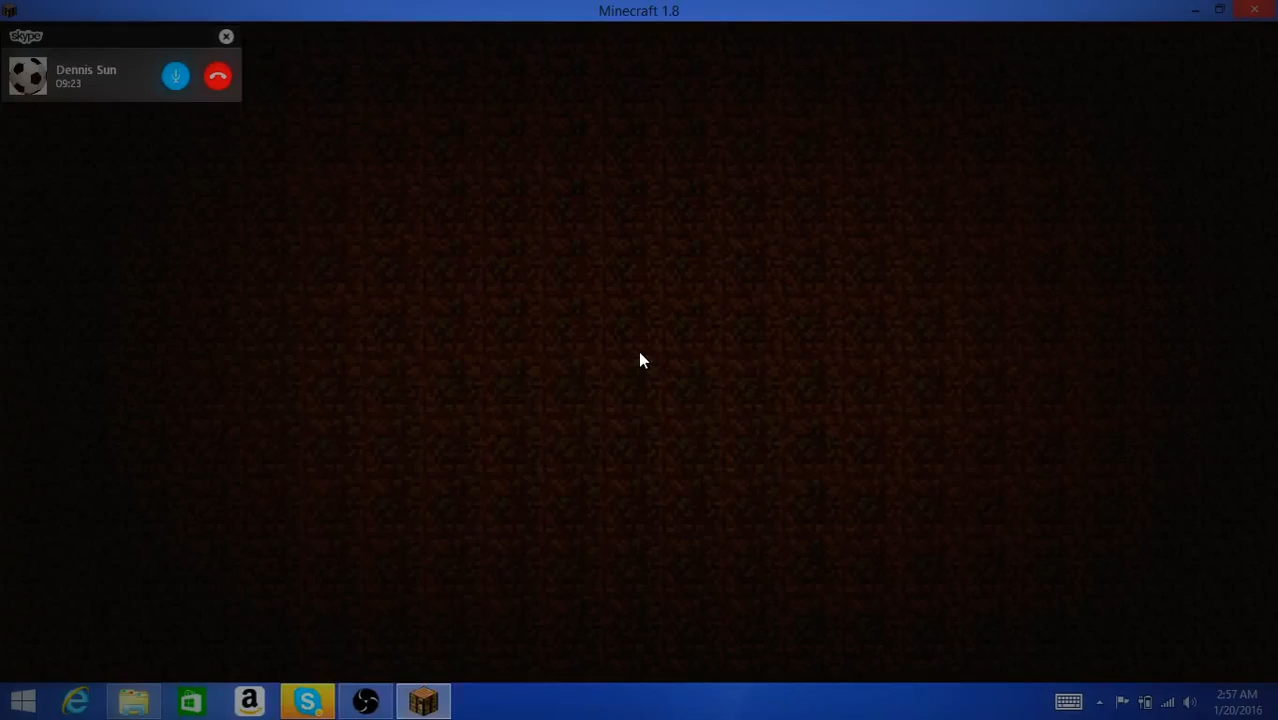 Minecraft 1.8
skype
Dennis Sun
09:23
2:57 AM
1/20/2016